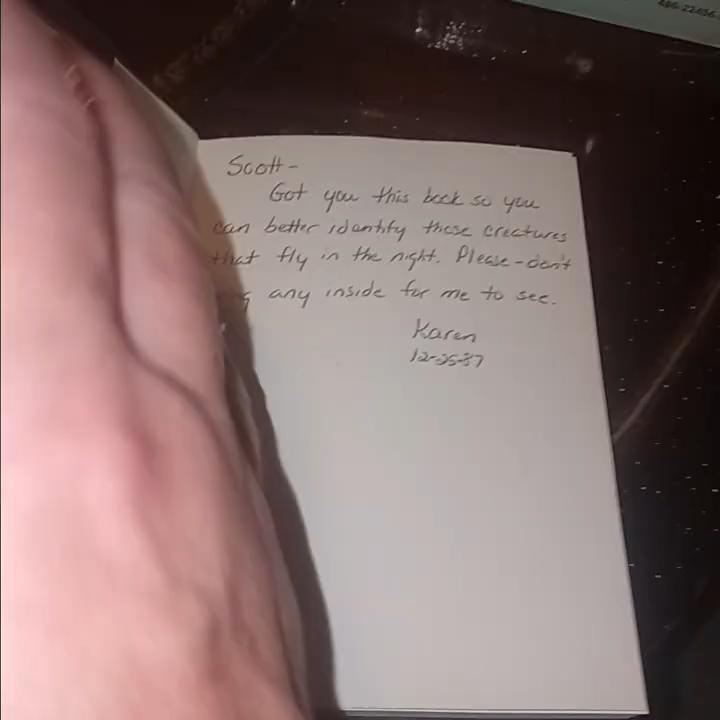 Scott-
Got you this book so you
can better identify those creatures
that fly in the night. Please-don't
any inside for me to see.
Karen
12-25-87